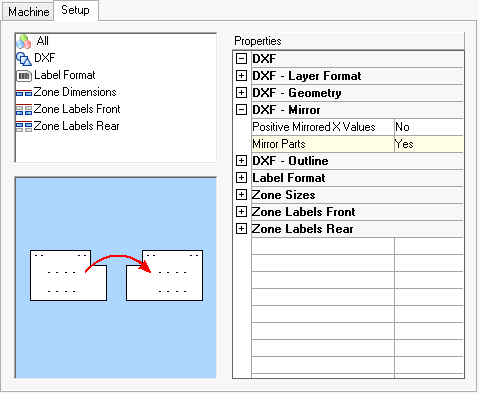 Machine
Setup
All
DXF
Label Format
Zone Dimensions
Zone Labels Front
Zone Labels Rear
Properties
DXF
DXF - Layer Format
DXF - Geometry
DXF - Mirror
Positive Mirrored X Values No
Mirror Parts Yes
DXF - Outline
Label Format
Zone Sizes
Zone Labels Front
Zone Labels Rear